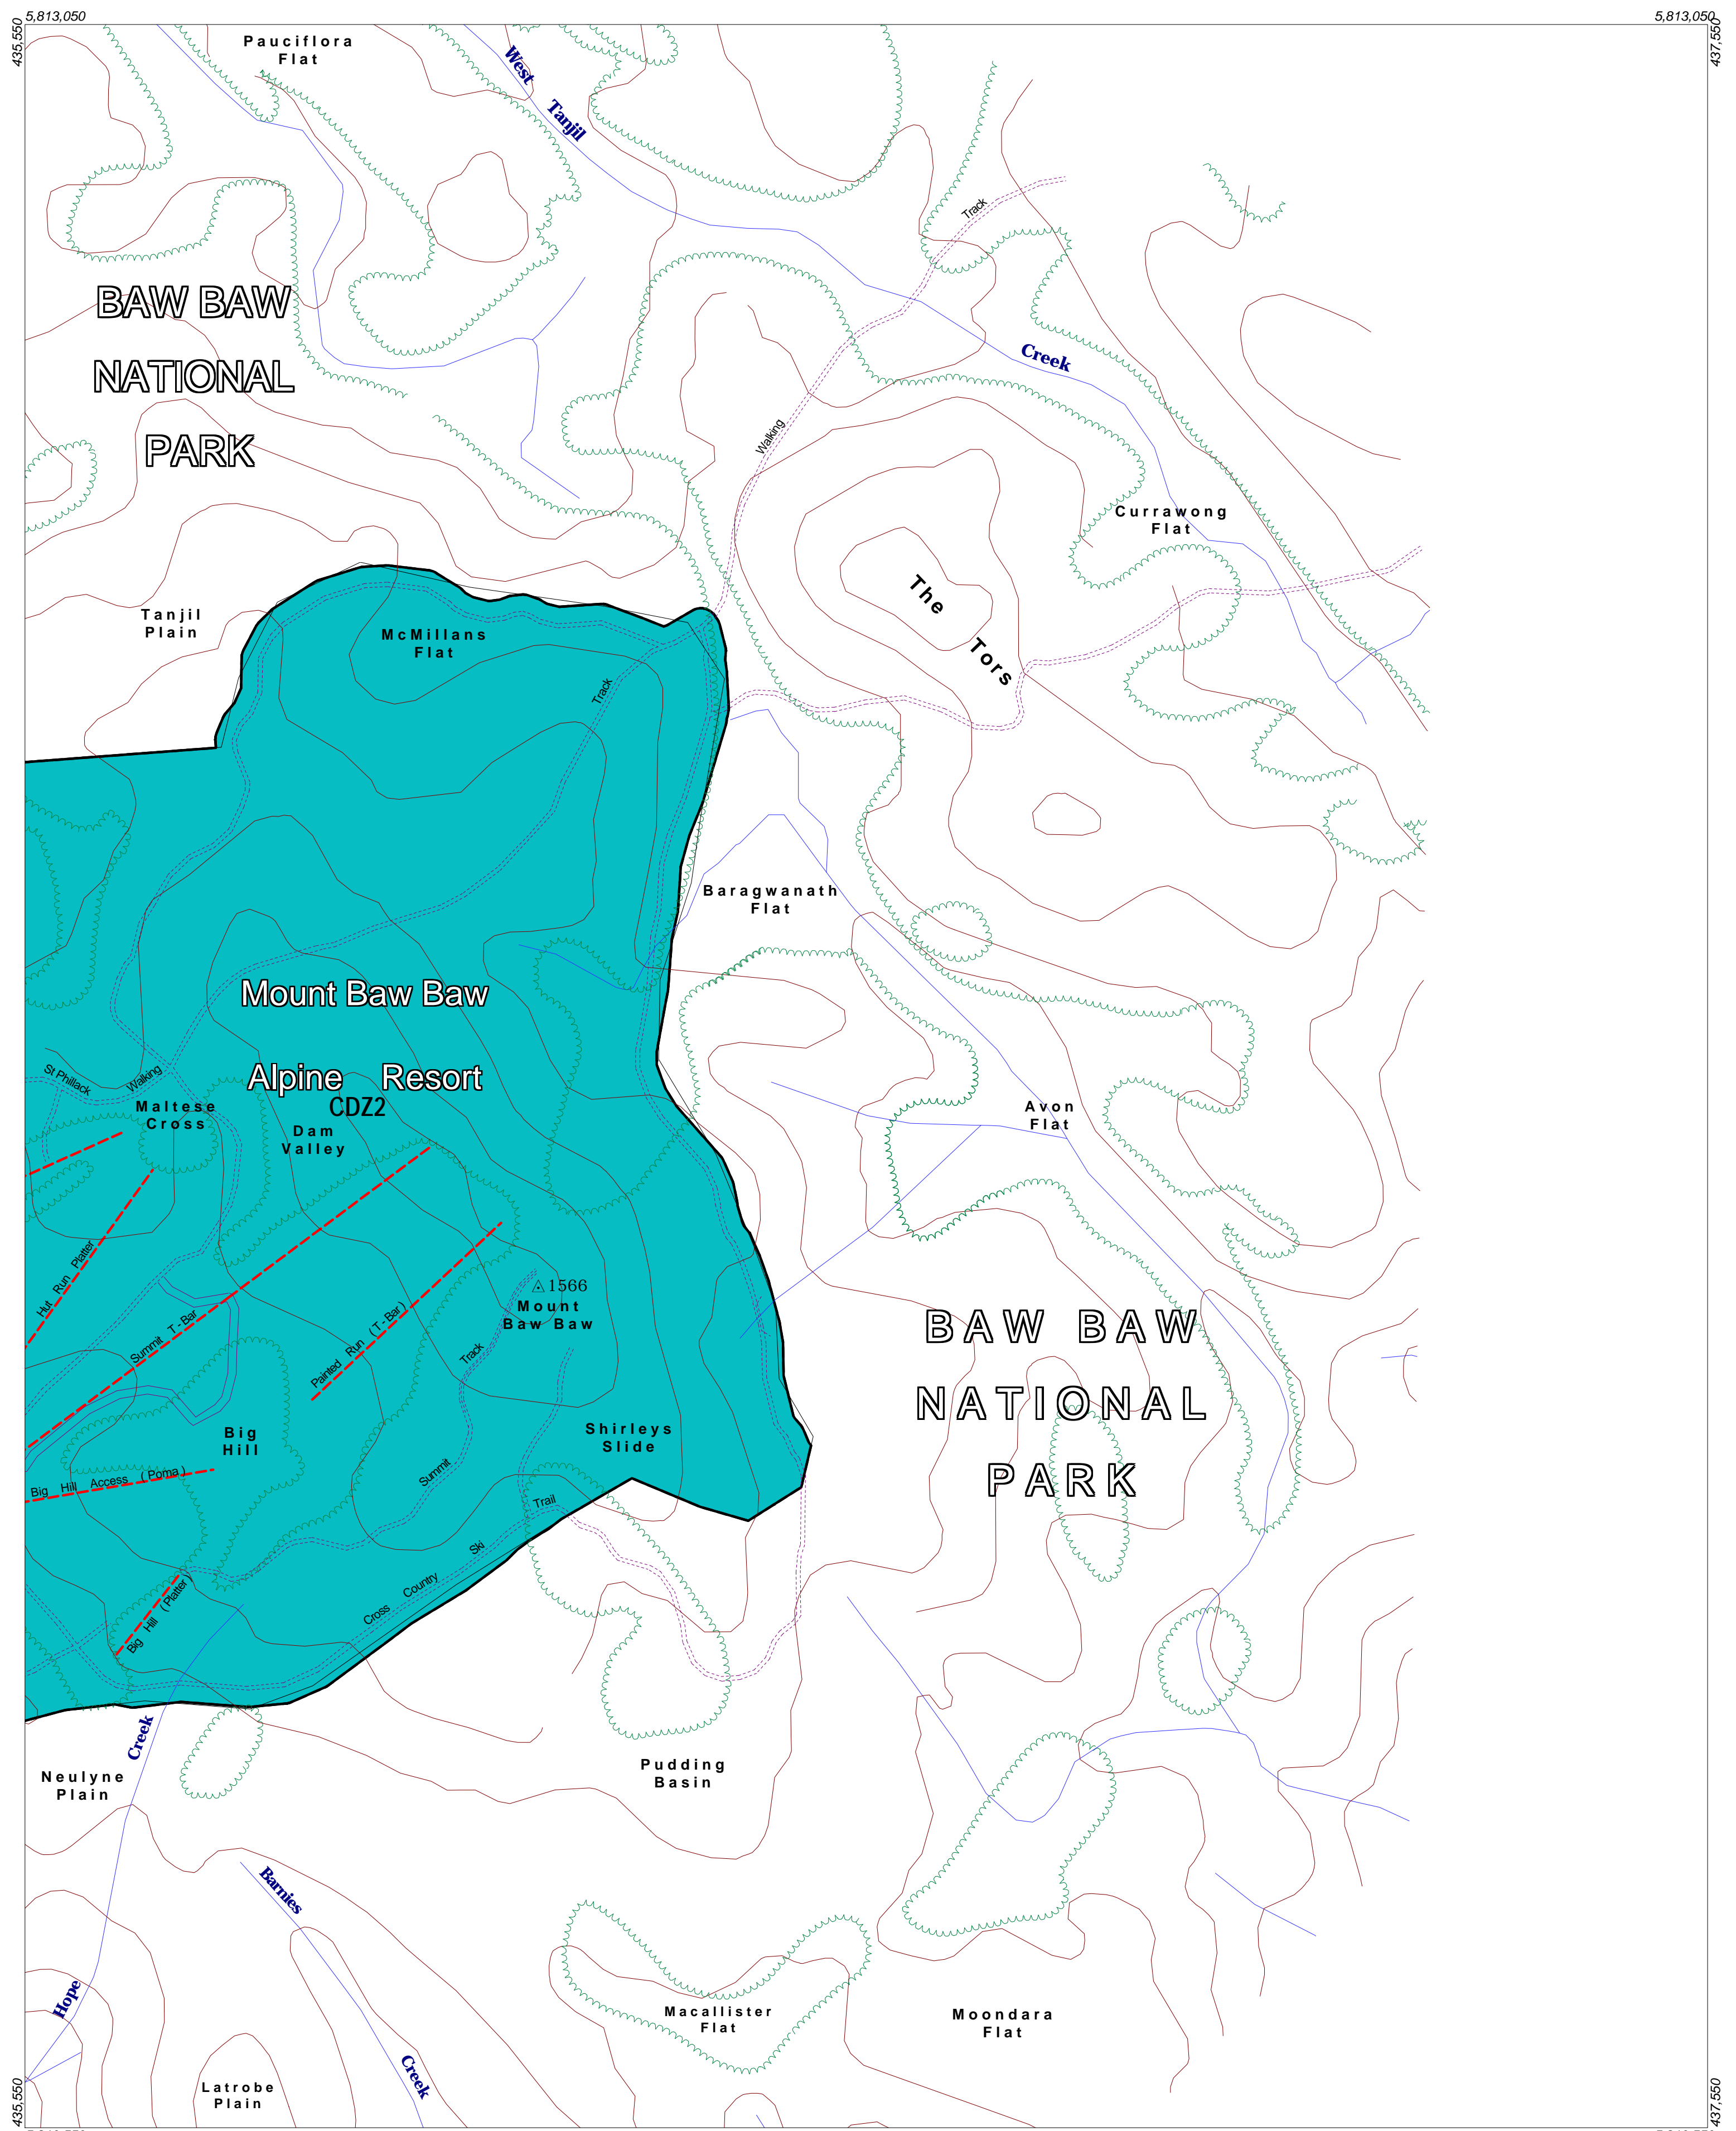 5,813,050
5,813,050
435,550
437,550
Pauciflora
Flat
West
Tanjil
Creek
Track
Walking
BAW BAW
NATIONAL
PARK
Currawong
Flat
The
Tors
Tanjil
Plain
McMillans
Flat
Track
Baragwanath
Flat
Mount Baw Baw
Alpine Resort
CDZ2
St Phillack
Walking
Maltese
Cross
Dam
Valley
Avon
Flat
Hut Run Platter
Summit T-Bar
Painted Run (T-Bar)
1566
Mount
Baw Baw
Track
Summit
BAW BAW
NATIONAL
PARK
Big
Hill
Shirleys
Slide
Big Hill Access (Poma)
Trail
Ski
Country
Cross
Big Hill (Platter)
Creek
Neulyne
Plain
Pudding
Basin
Barnies
Hope
Macallister
Flat
Moondara
Flat
Creek
Latrobe
Plain
435,550
437,550